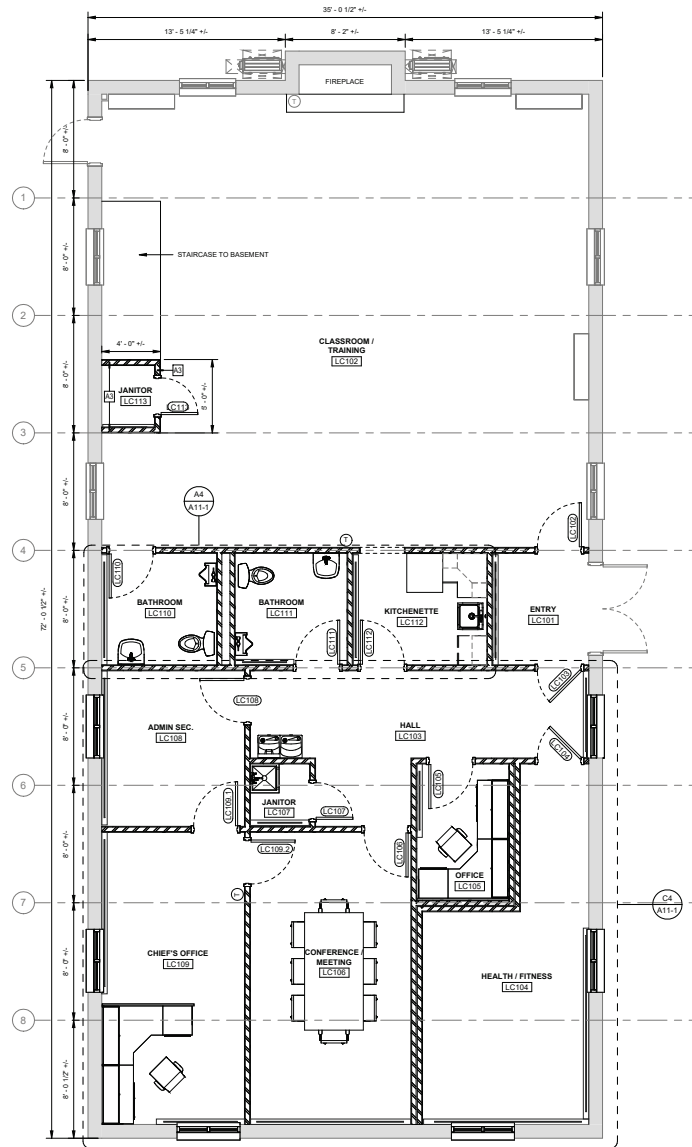 35' - 0 1/2" +/-
13' - 5 1/4" +/-
8' - 2" +/-
13' - 5 1/4" +/-
FIREPLACE
T
8' - 0" +/-
1
8' - 0" +/-
STAIRCASE TO BASEMENT
2
8' - 0" +/-
CLASSROOM /
TRAINING
LC102
4' - 0" +/-
A3
A3
JANITOR
LC113
LC113
5' - 0" +/-
3
8' - 0" +/-
A4
A11-1
LC102
T
4
72' - 0 1/2" +/-
8' - 0" +/-
LC110
BATHROOM
LC110
BATHROOM
LC111
KITCHENETTE
LC112
ENTRY
LC101
LC111
LC112
5
8' - 0" +/-
LC108
LC103
ADMIN SEC.
LC108
HALL
LC103
LC104
6
8' - 0" +/-
LC109.1
JANITOR
LC107
LC107
LC105
LC109.2
LC106
OFFICE
LC105
T
7
C4
A11-1
8' - 0" +/-
CHIEF'S OFFICE
LC109
CONFERENCE /
MEETING
LC106
HEALTH / FITNESS
LC104
8
8' - 0 1/2" +/-